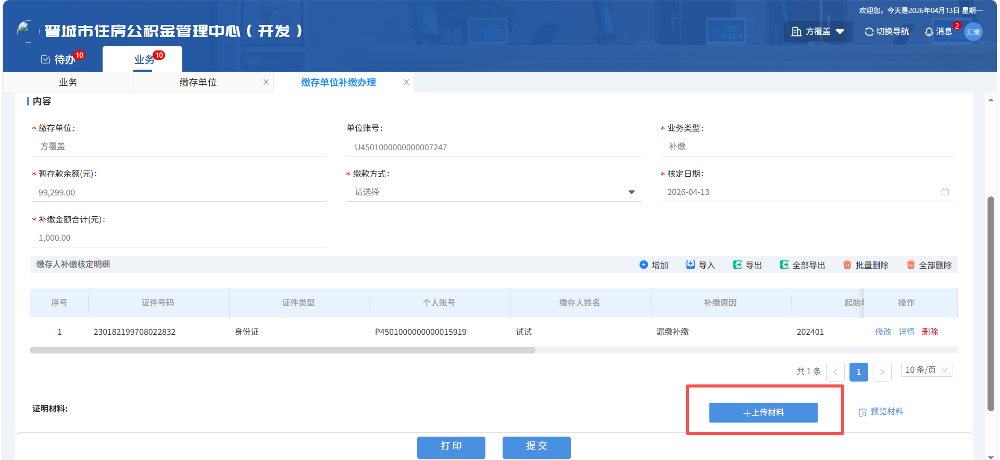 欢迎您，今天是2026年04月13日 星期一
晋城市住房公积金管理中心（开发）
方覆盖
切换导航
消息 2
汇缴
待办 10
业务 10
业务
缴存单位
缴存单位补缴办理
内容
* 缴存单位:
方覆盖
单位账号:
U4501000000000007247
* 业务类型:
补缴
* 暂存款余额(元):
99,299.00
* 缴款方式:
请选择
* 核定日期:
2026-04-13
* 补缴金额合计(元):
1,000.00
缴存人补缴核定明细
增加 导入 导出 全部导出 批量删除 全部删除
序号 证件号码 证件类型 个人账号 缴存人姓名 补缴原因 起始 操作
1 230182199708022832 身份证 P4501000000000015919 试试 漏缴补缴 202401 修改 详情 删除
共 1 条 < 1 > 10 条/页
证明材料:
+上传材料
预览材料
打 印
提 交